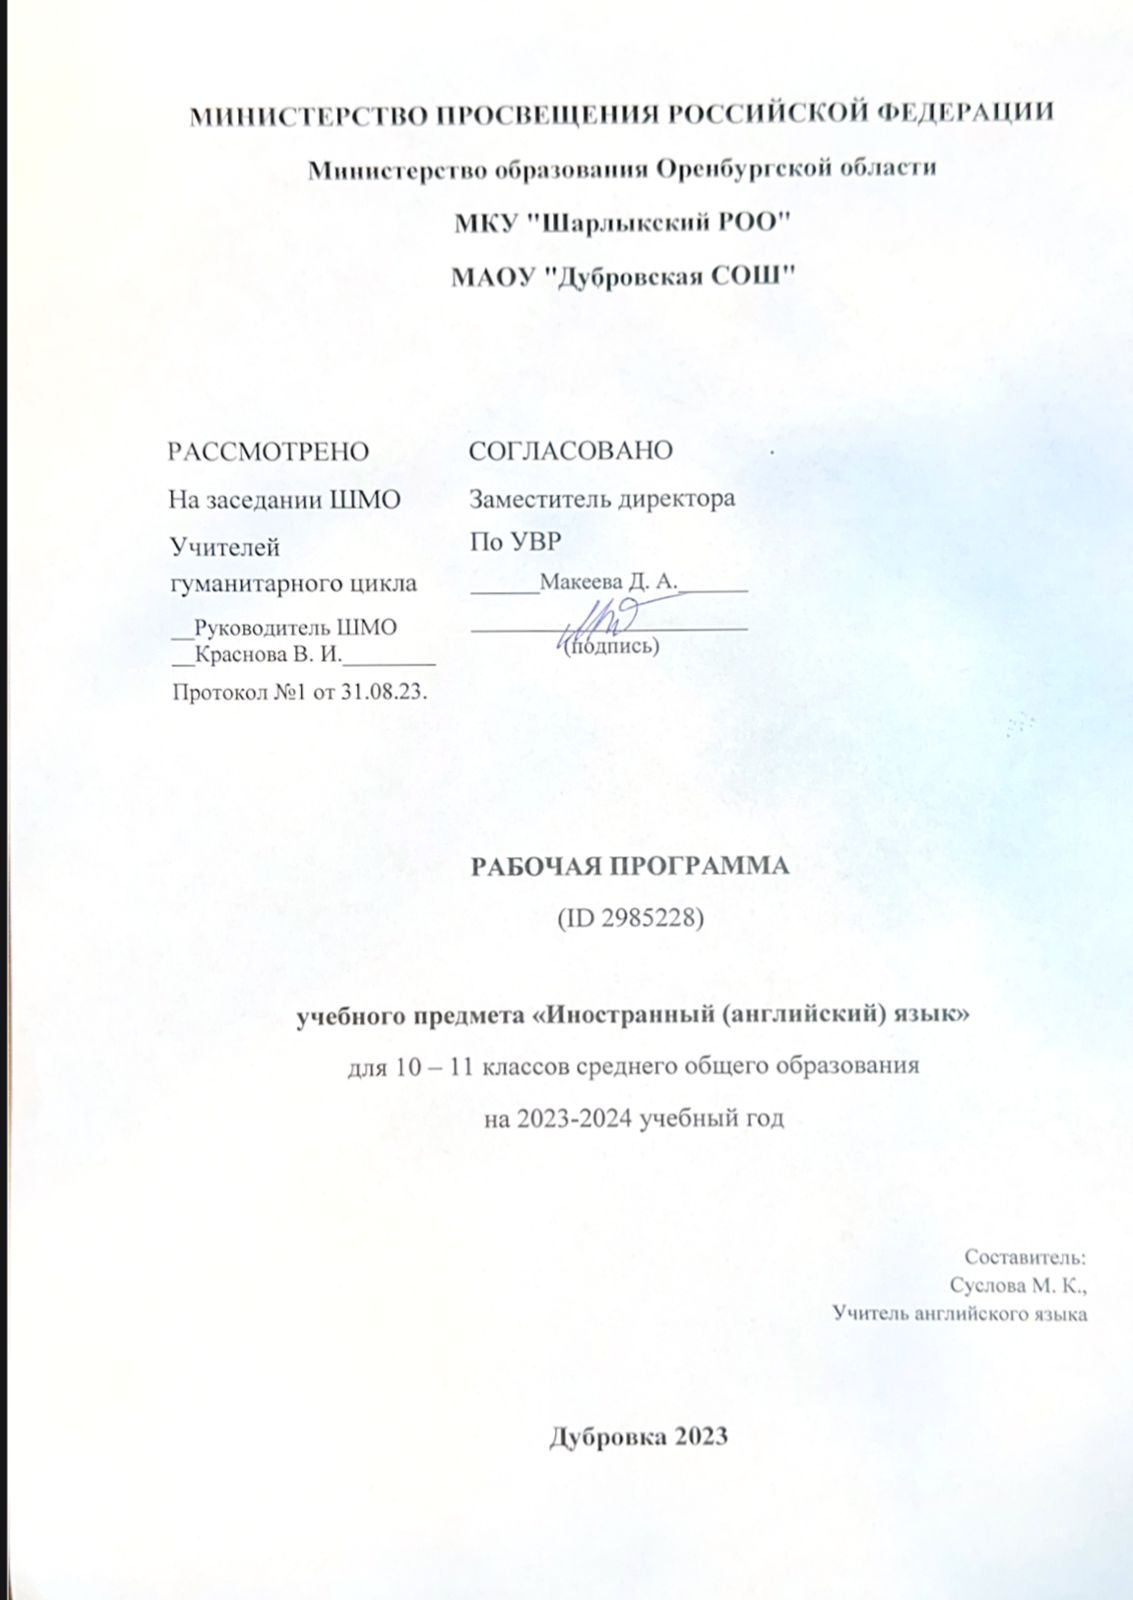 МИНИСТЕРСТВО ПРОСВЕЩЕНИЯ РОССИЙСКОЙ ФЕДЕРАЦИИ
Министерство образования Оренбургской области
МКУ "Шарлыкский РОО"
МАОУ "Дубровская СОШ"
РАССМОТРЕНО
На заседании ШМО
Учителей
гуманитарного цикла
__Руководитель ШМО
__Краснова В. И.________
Протокол №1 от 31.08.23.
СОГЛАСОВАНО
Заместитель директора
По УВР
______Макеева Д. А.______
(подпись)
РАБОЧАЯ ПРОГРАММА
(ID 2985228)
учебного предмета «Иностранный (английский) язык»
для 10 – 11 классов среднего общего образования
на 2023-2024 учебный год
Составитель:
Суслова М. К.,
Учитель английского языка
Дубровка 2023